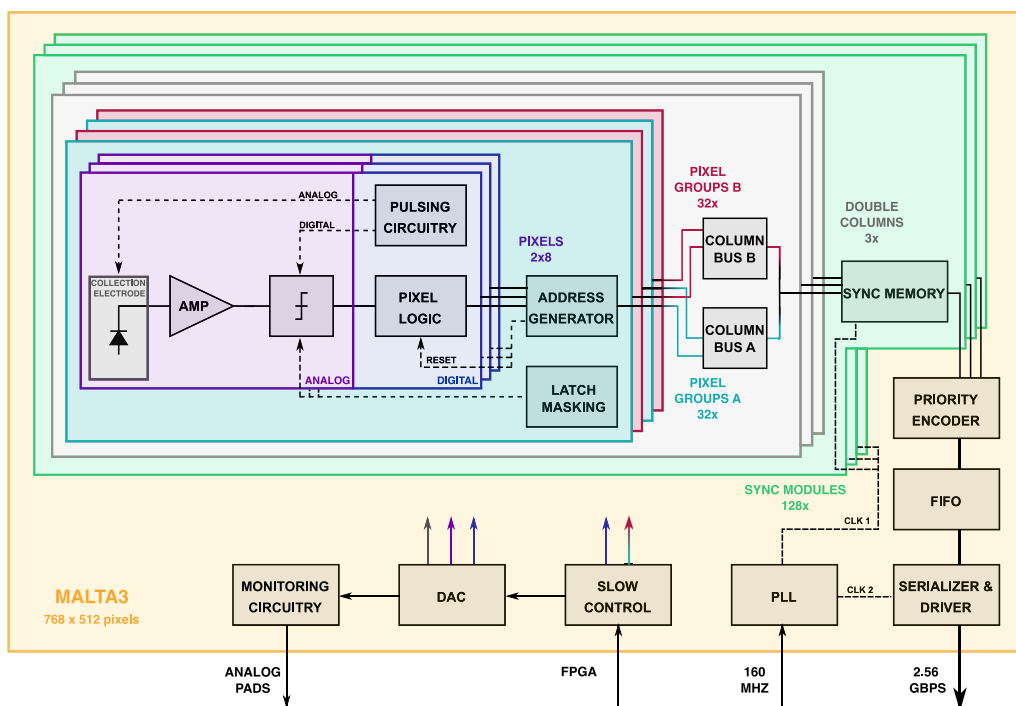 ANALOG
PULSING
CIRCUITRY
DIGITAL
COLLECTION
ELECTRODE
AMP
PIXEL
LOGIC
RESET
ANALOG
DIGITAL
PIXELS
2x8
ADDRESS
GENERATOR
LATCH
MASKING
PIXEL
GROUPS B
32x
COLUMN
BUS B
COLUMN
BUS A
PIXEL
GROUPS A
32x
DOUBLE
COLUMNS
3x
SYNC MEMORY
PRIORITY
ENCODER
SYNC MODULES
128x
FIFO
CLK 1
MALTA3
768 x 512 pixels
MONITORING
CIRCUITRY
DAC
SLOW
CONTROL
PLL
CLK 2
SERIALIZER &
DRIVER
ANALOG
PADS
FPGA
160
MHZ
2.56
GBPS